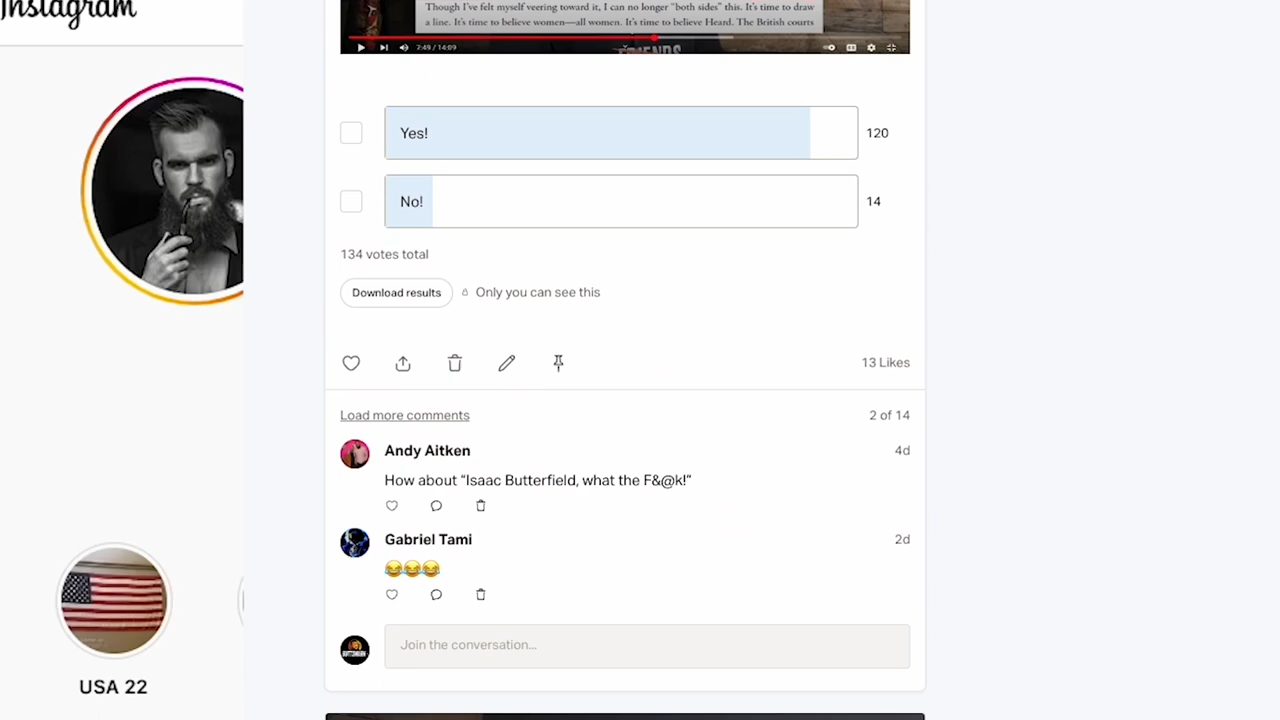 Instagram
USA 22
Though I've felt myself veering toward it, I can no longer "both sides" this. It's time to draw
a line. It's time to believe women—all women. It's time to believe Heard. The British courts
FRIENDS
2:49 / 14:09
Yes!
120
No!
14
134 votes total
Download results
Only you can see this
13 Likes
Load more comments
2 of 14
Andy Aitken
4d
How about “Isaac Butterfield, what the F&@k!”
Gabriel Tami
2d
😂😂😂
Join the conversation...